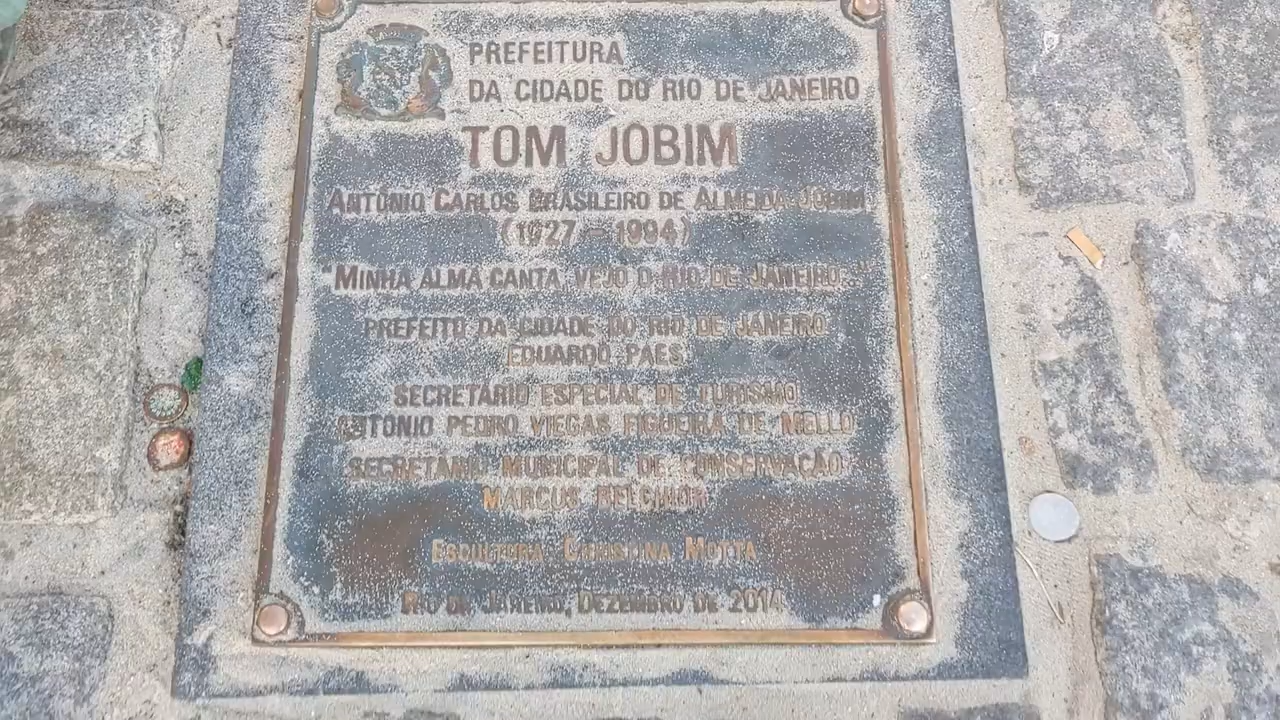 PREFEITURA
DA CIDADE DO RIO DE JANEIRO
TOM JOBIM
ANTÔNIO CARLOS BRASILEIRO DE ALMEIDA JOBIM
(1927 - 1994)
"MINHA ALMA CANTA, VEJO O RIO DE JANEIRO..."
PREFEITO DA CIDADE DO RIO DE JANEIRO
EDUARDO PAES
SECRETÁRIO ESPECIAL DE TURISMO
ANTONIO PEDRO VIEGAS FIGUEIRA DE MELLO
SECRETÁRIO MUNICIPAL DE CONSERVAÇÃO
MARCUS BELCHIOR
ESCULTURA: CHRISTINA MOTTA
RIO DE JANEIRO, DEZEMBRO DE 2014